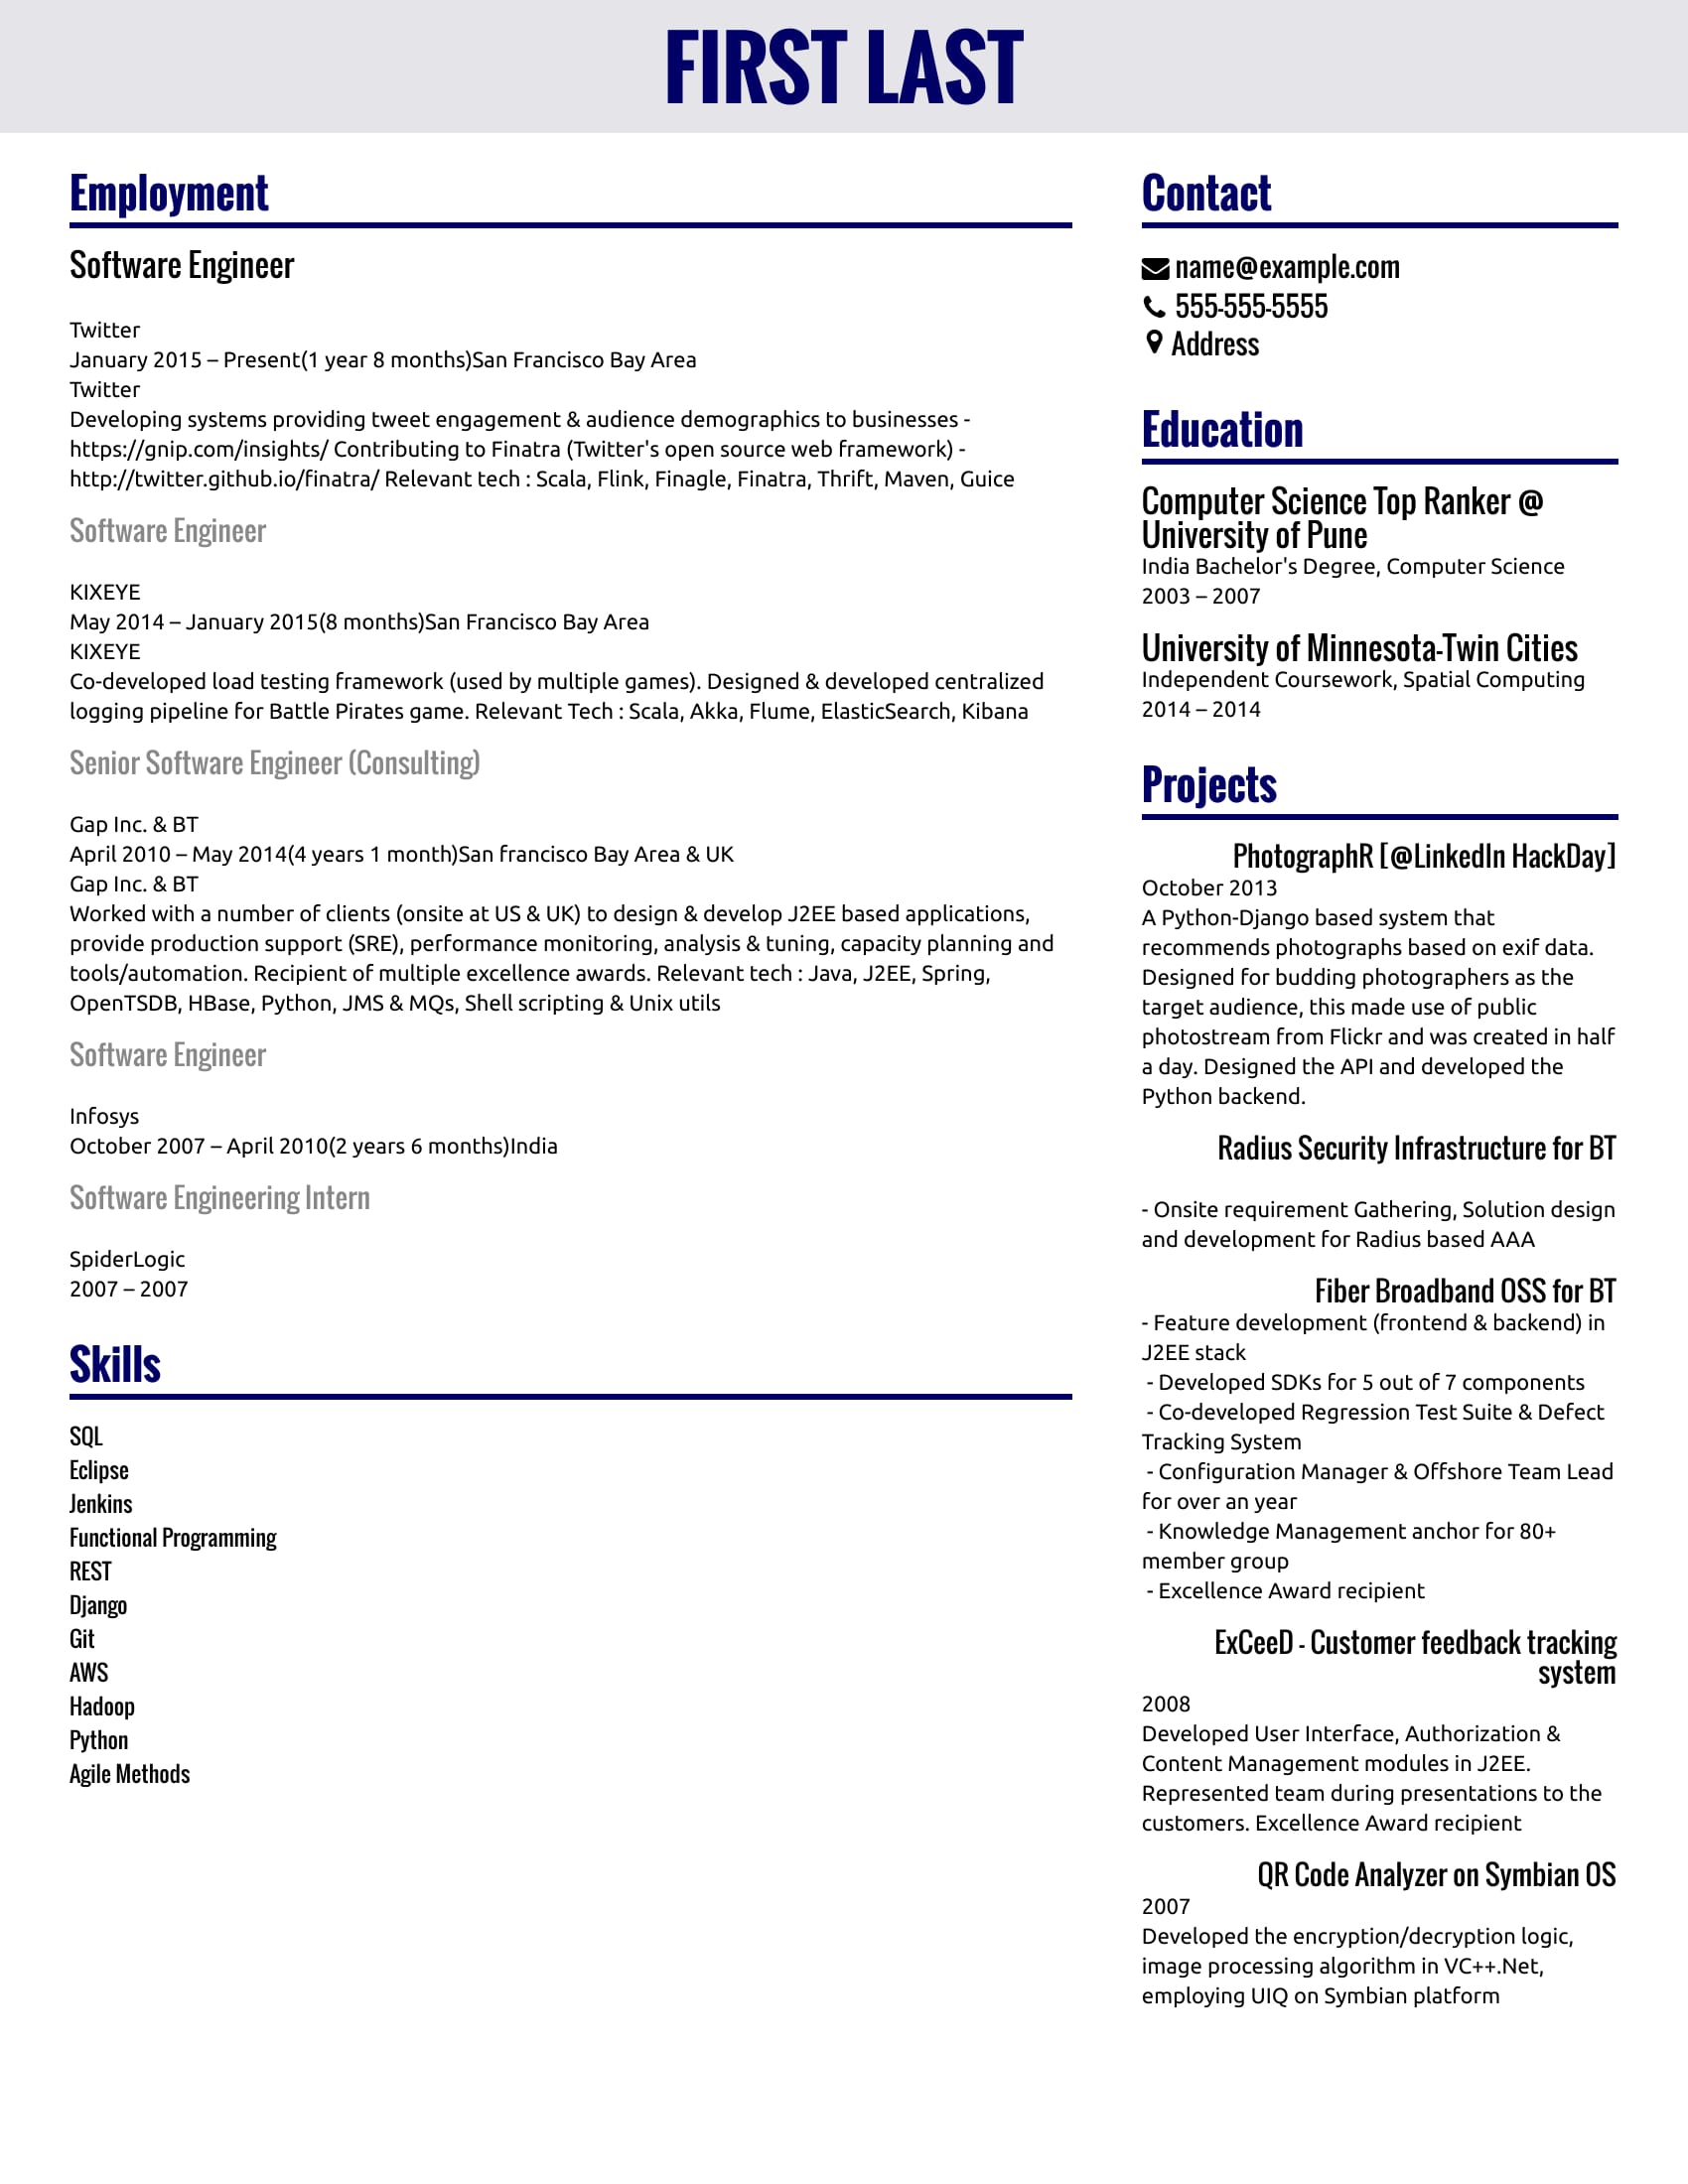 FIRST LAST
Employment
Software Engineer
Twitter
January 2015 – Present(1 year 8 months)San Francisco Bay Area
Twitter
Developing systems providing tweet engagement & audience demographics to businesses -
https://gnip.com/insights/ Contributing to Finatra (Twitter's open source web framework) -
http://twitter.github.io/finatra/ Relevant tech : Scala, Flink, Finagle, Finatra, Thrift, Maven, Guice
Software Engineer
KIXEYE
May 2014 – January 2015(8 months)San Francisco Bay Area
KIXEYE
Co-developed load testing framework (used by multiple games). Designed & developed centralized
logging pipeline for Battle Pirates game. Relevant Tech : Scala, Akka, Flume, ElasticSearch, Kibana
Senior Software Engineer (Consulting)
Gap Inc. & BT
April 2010 – May 2014(4 years 1 month)San francisco Bay Area & UK
Gap Inc. & BT
Worked with a number of clients (onsite at US & UK) to design & develop J2EE based applications,
provide production support (SRE), performance monitoring, analysis & tuning, capacity planning and
tools/automation. Recipient of multiple excellence awards. Relevant tech : Java, J2EE, Spring,
OpenTSDB, HBase, Python, JMS & MQs, Shell scripting & Unix utils
Software Engineer
Infosys
October 2007 – April 2010(2 years 6 months)India
Software Engineering Intern
SpiderLogic
2007 – 2007
Skills
SQL
Eclipse
Jenkins
Functional Programming
REST
Django
Git
AWS
Hadoop
Python
Agile Methods
Contact
name@example.com
555-555-5555
Address
Education
Computer Science Top Ranker @
University of Pune
India Bachelor's Degree, Computer Science
2003 – 2007
University of Minnesota-Twin Cities
Independent Coursework, Spatial Computing
2014 – 2014
Projects
PhotographR [@LinkedIn HackDay]
October 2013
A Python-Django based system that
recommends photographs based on exif data.
Designed for budding photographers as the
target audience, this made use of public
photostream from Flickr and was created in half
a day. Designed the API and developed the
Python backend.
Radius Security Infrastructure for BT
- Onsite requirement Gathering, Solution design
and development for Radius based AAA
Fiber Broadband OSS for BT
- Feature development (frontend & backend) in
J2EE stack
- Developed SDKs for 5 out of 7 components
- Co-developed Regression Test Suite & Defect
Tracking System
- Configuration Manager & Offshore Team Lead
for over an year
- Knowledge Management anchor for 80+
member group
- Excellence Award recipient
ExCeeD - Customer feedback tracking
system
2008
Developed User Interface, Authorization &
Content Management modules in J2EE.
Represented team during presentations to the
customers. Excellence Award recipient
QR Code Analyzer on Symbian OS
2007
Developed the encryption/decryption logic,
image processing algorithm in VC++.Net,
employing UIQ on Symbian platform